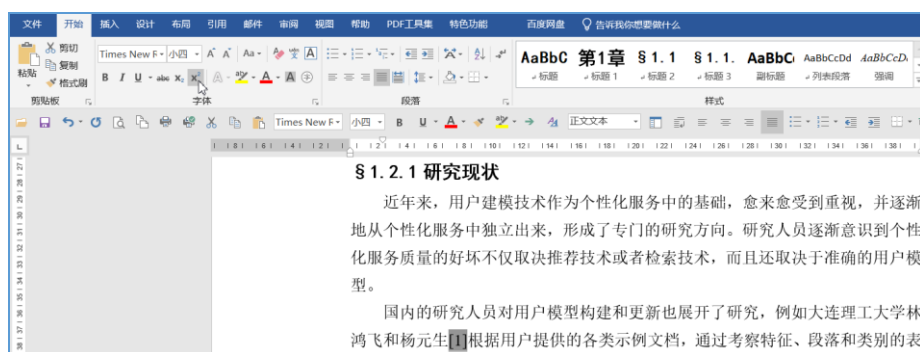 文件 开始 插入 设计 布局 引用 邮件 审阅 视图 帮助 PDF工具集 特色功能 百度网盘 告诉我你想要做什么
剪切
复制
粘贴
格式刷
剪贴板
Times New F 小四 A A Aa A
B I U abc X₂ X² A A A
字体
段落
AaBbC 第1章 §1.1 §1.1. AaBbC AaBbCcDd AaBbCcD
标题 标题 1 标题 2 标题 3 副标题 列表段落 强调
样式
Times New F 小四 B U A 正文文本
§1.2.1 研究现状
近年来，用户建模技术作为个性化服务中的基础，愈来愈受到重视，并逐渐
地从个性化服务中独立出来，形成了专门的研究方向。研究人员逐渐意识到个性
化服务质量的好坏不仅取决推荐技术或者检索技术，而且还取决于准确的用户模
型。
国内的研究人员对用户模型构建和更新也展开了研究，例如大连理工大学林
鸿飞和杨元生[1]根据用户提供的各类示例文档，通过考察特征、段落和类别的表